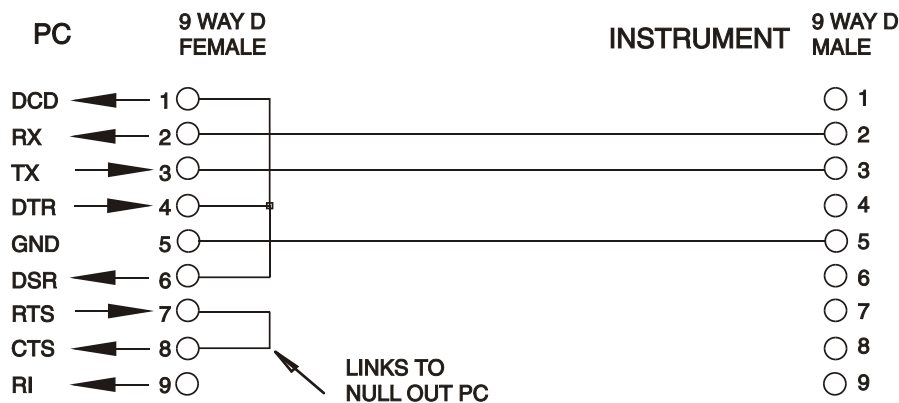 PC
9 WAY D
FEMALE
INSTRUMENT
9 WAY D
MALE
DCD 1 1
RX 2 2
TX 3 3
DTR 4 4
GND 5 5
DSR 6 6
RTS 7 7
CTS 8 8
RI 9 9
LINKS TO
NULL OUT PC